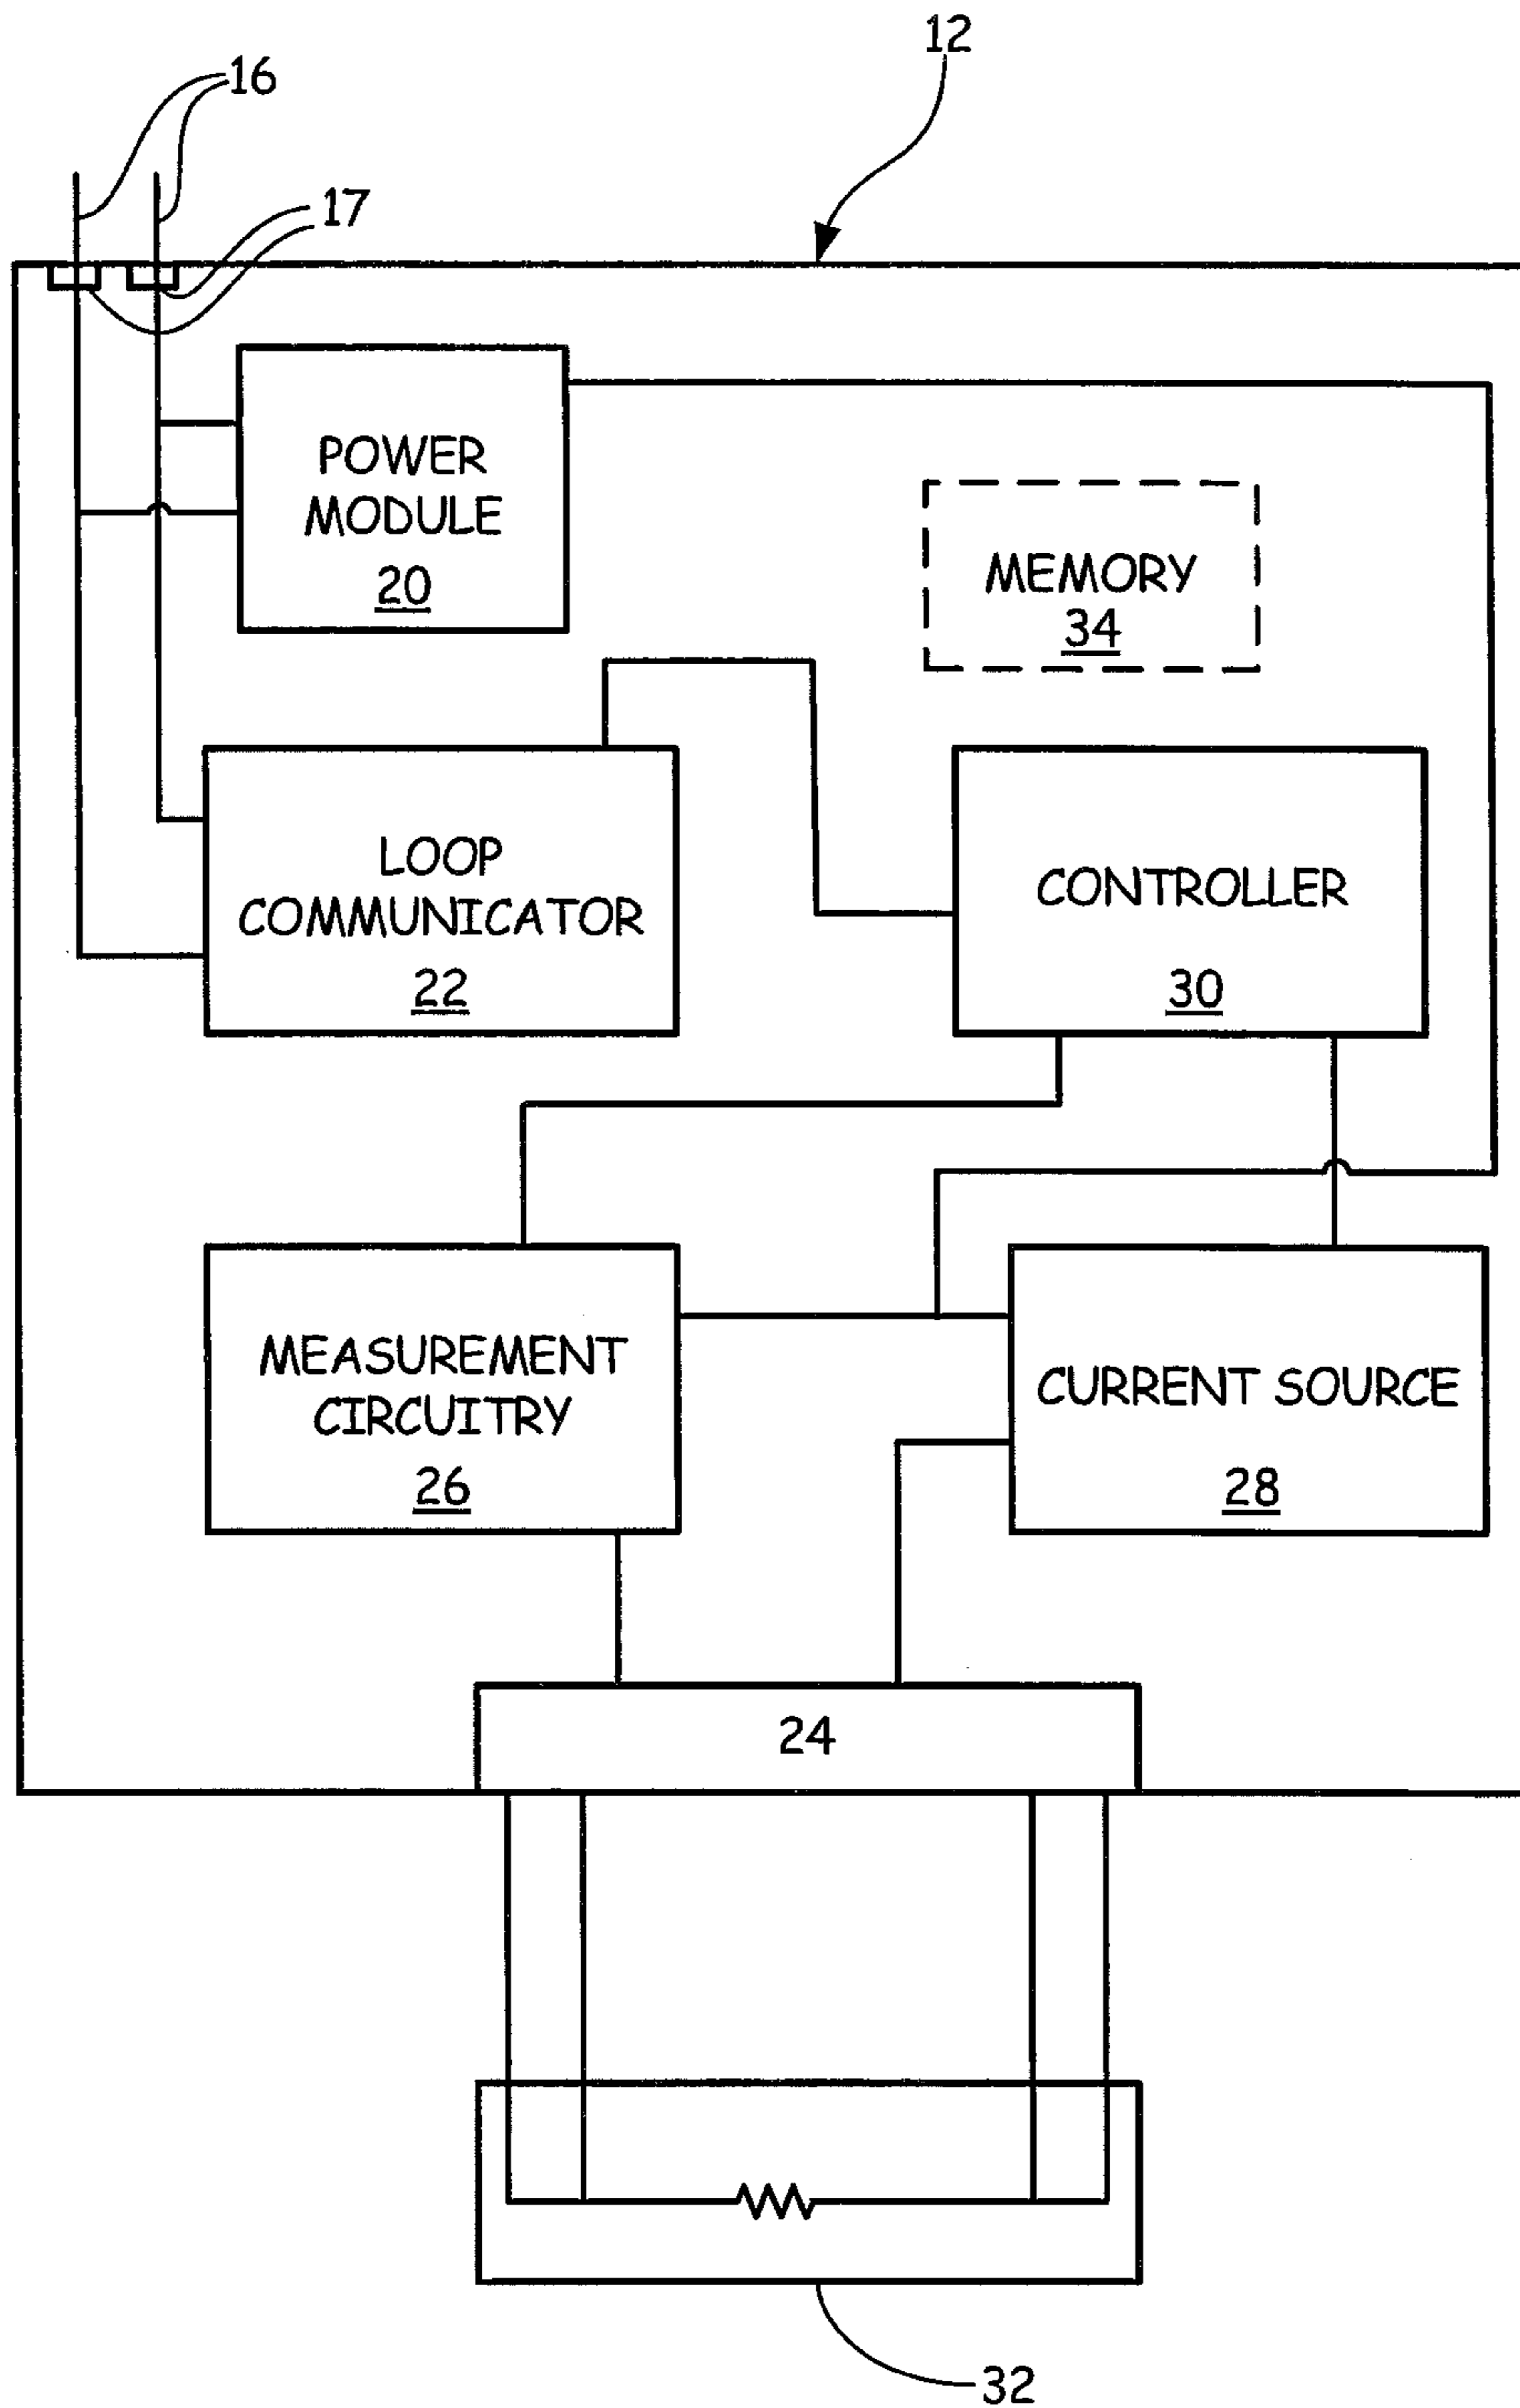 12
16
17
POWER
MODULE
20
MEMORY
34
LOOP
COMMUNICATOR
22
CONTROLLER
30
MEASUREMENT
CIRCUITRY
26
CURRENT SOURCE
28
24
32